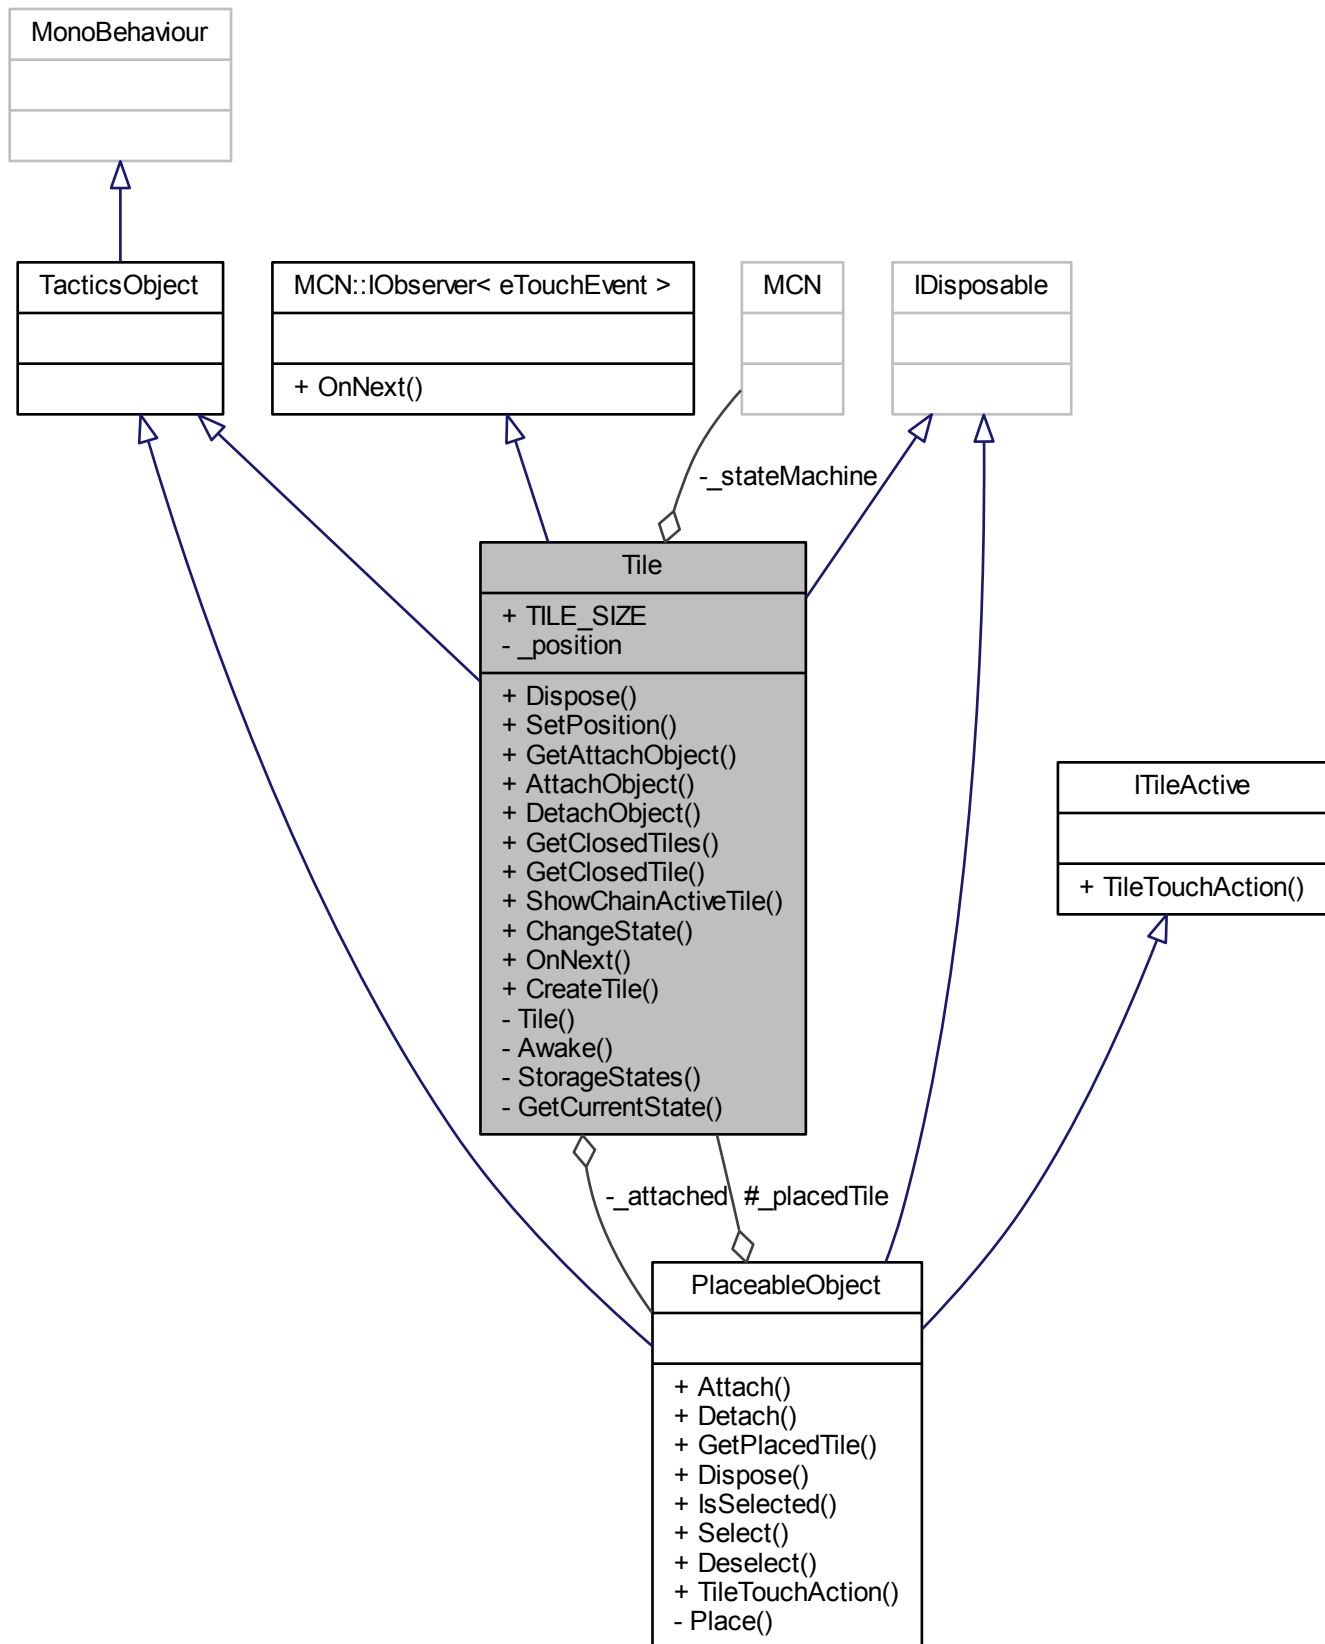 MonoBehaviour
TacticsObject
MCN::IObserver< eTouchEvent >
+ OnNext()
MCN
IDisposable
-_stateMachine
Tile
+ TILE_SIZE
- _position
+ Dispose()
+ SetPosition()
+ GetAttachObject()
+ AttachObject()
+ DetachObject()
+ GetClosedTiles()
+ GetClosedTile()
+ ShowChainActiveTile()
+ ChangeState()
+ OnNext()
+ CreateTile()
- Tile()
- Awake()
- StorageStates()
- GetCurrentState()
ITileActive
+ TileTouchAction()
-_attached
#_placedTile
PlaceableObject
+ Attach()
+ Detach()
+ GetPlacedTile()
+ Dispose()
+ IsSelected()
+ Select()
+ Deselect()
+ TileTouchAction()
- Place()